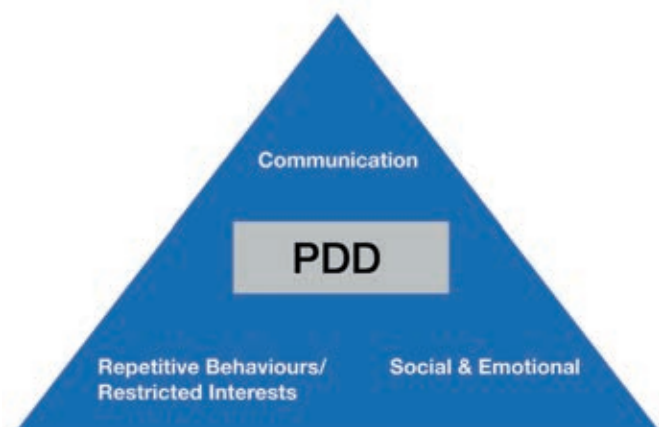 Communication
PDD
Repetitive Behaviours/
Restricted Interests
Social & Emotional